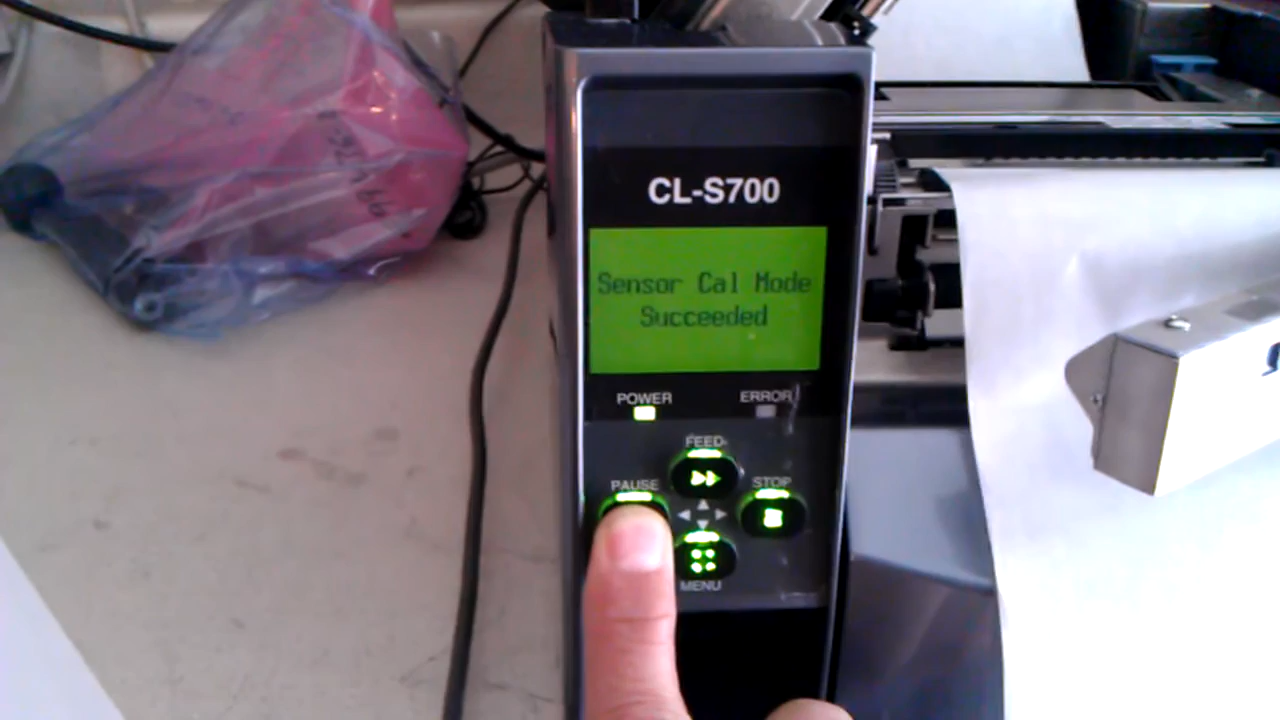 CL-S700
Sensor Cal Mode
Succeeded
POWER ERROR
FEED
PAUSE STOP
MENU